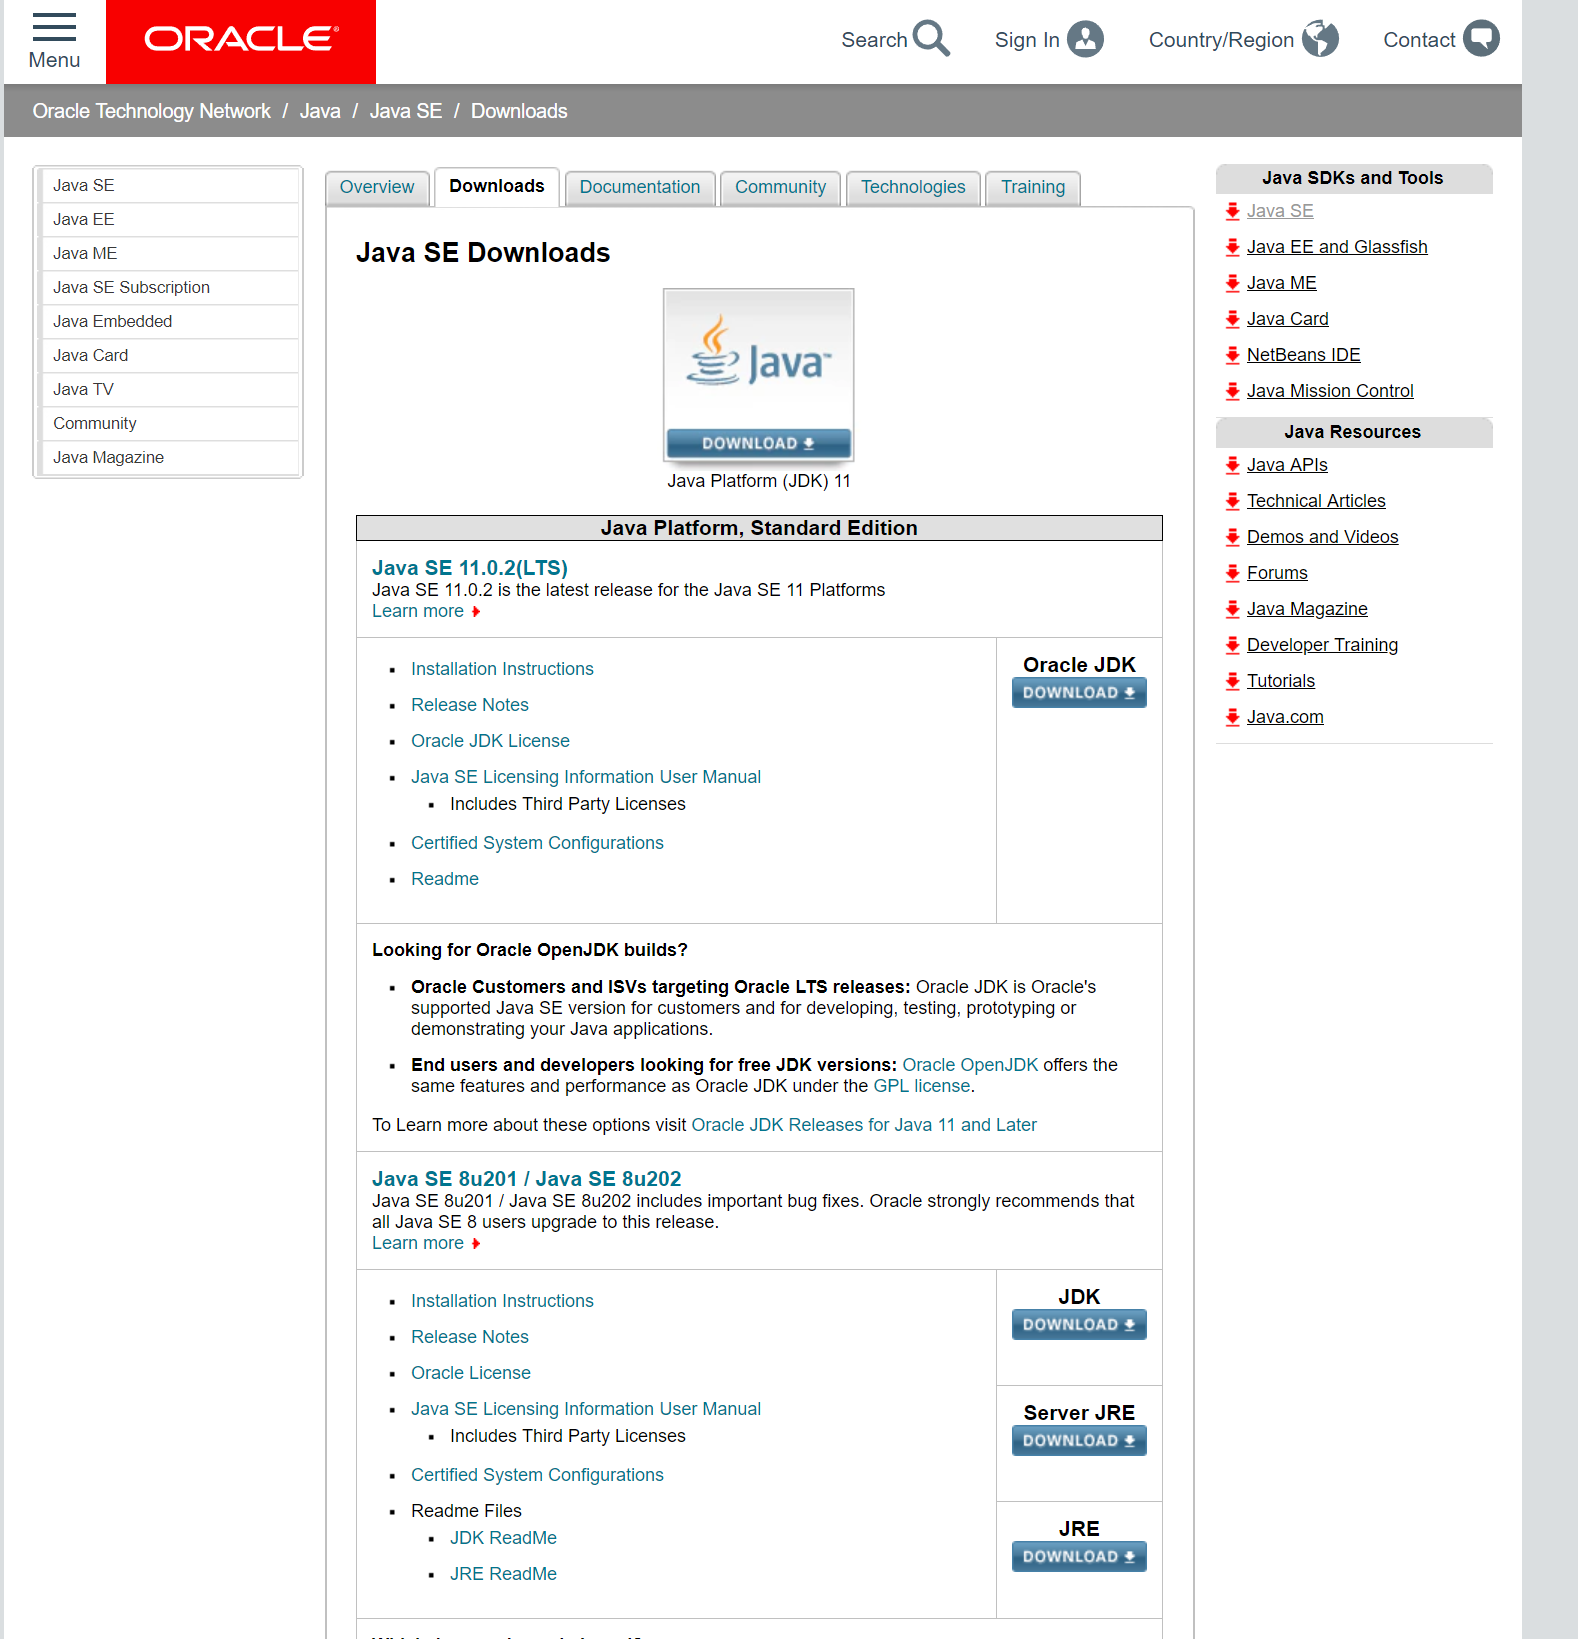 Menu
ORACLE®
Search
Sign In
Country/Region
Contact
Oracle Technology Network / Java / Java SE / Downloads
Java SE
Java EE
Java ME
Java SE Subscription
Java Embedded
Java Card
Java TV
Community
Java Magazine
Overview
Downloads
Documentation
Community
Technologies
Training
Java SE Downloads
Java™
DOWNLOAD
Java Platform (JDK) 11
Java Platform, Standard Edition
Java SE 11.0.2(LTS)
Java SE 11.0.2 is the latest release for the Java SE 11 Platforms
Learn more
Installation Instructions
Release Notes
Oracle JDK License
Java SE Licensing Information User Manual
Includes Third Party Licenses
Certified System Configurations
Readme
Oracle JDK
DOWNLOAD
Looking for Oracle OpenJDK builds?
Oracle Customers and ISVs targeting Oracle LTS releases: Oracle JDK is Oracle's
supported Java SE version for customers and for developing, testing, prototyping or
demonstrating your Java applications.
End users and developers looking for free JDK versions: Oracle OpenJDK offers the
same features and performance as Oracle JDK under the GPL license.
To Learn more about these options visit Oracle JDK Releases for Java 11 and Later
Java SE 8u201 / Java SE 8u202
Java SE 8u201 / Java SE 8u202 includes important bug fixes. Oracle strongly recommends that
all Java SE 8 users upgrade to this release.
Learn more
Installation Instructions
Release Notes
Oracle License
Java SE Licensing Information User Manual
Includes Third Party Licenses
Certified System Configurations
Readme Files
JDK ReadMe
JRE ReadMe
JDK
DOWNLOAD
Server JRE
DOWNLOAD
JRE
DOWNLOAD
Java SDKs and Tools
Java SE
Java EE and Glassfish
Java ME
Java Card
NetBeans IDE
Java Mission Control
Java Resources
Java APIs
Technical Articles
Demos and Videos
Forums
Java Magazine
Developer Training
Tutorials
Java.com